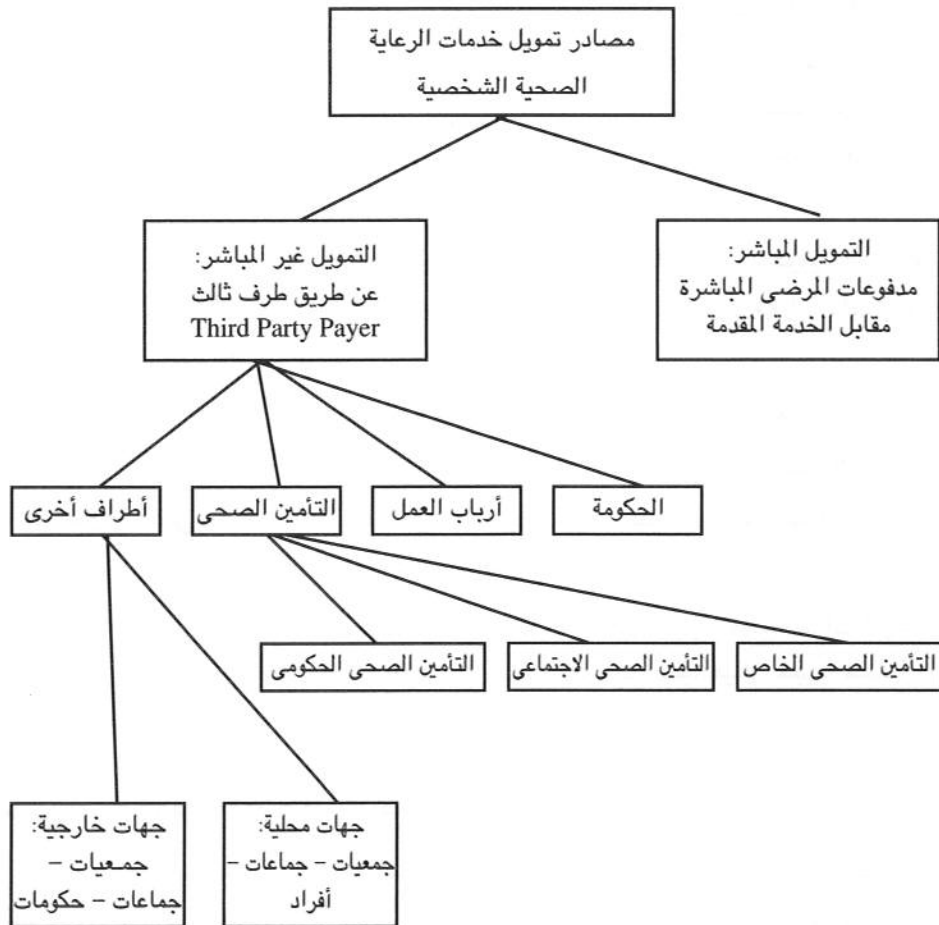 مصادر تمويل خدمات الرعاية
الصحية الشخصية
التمويل المباشر:
مدفوعات المرضى المباشرة
مقابل الخدمة المقدمة
التمويل غير المباشر:
عن طريق طرف ثالث
Third Party Payer
الحكومة
أرباب العمل
التأمين الصحى
أطراف أخرى
التأمين الصحى الخاص
التأمين الصحى الاجتماعى
التأمين الصحى الحكومى
جهات محلية:
جمعيات – جماعات –
أفراد
جهات خارجية:
جمـعيات –
جماعات – حكومات